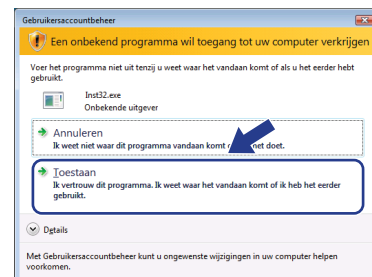 Gebruikersaccountbeheer
Een onbekend programma wil toegang tot uw computer verkrijgen
Voer het programma niet uit tenzij u weet waar het vandaan komt of als u het eerder hebt
gebruikt.
Inst32.exe
Onbekende uitgever
Annuleren
Ik weet niet waar dit programma vandaan komt doet.
Toestaan
Ik vertrouw dit programma. Ik weet waar het vandaan komt of ik heb het eerder
gebruikt.
Details
Met Gebruikersaccountbeheer kunt u ongewenste wijzigingen in uw computer helpen
voorkomen.